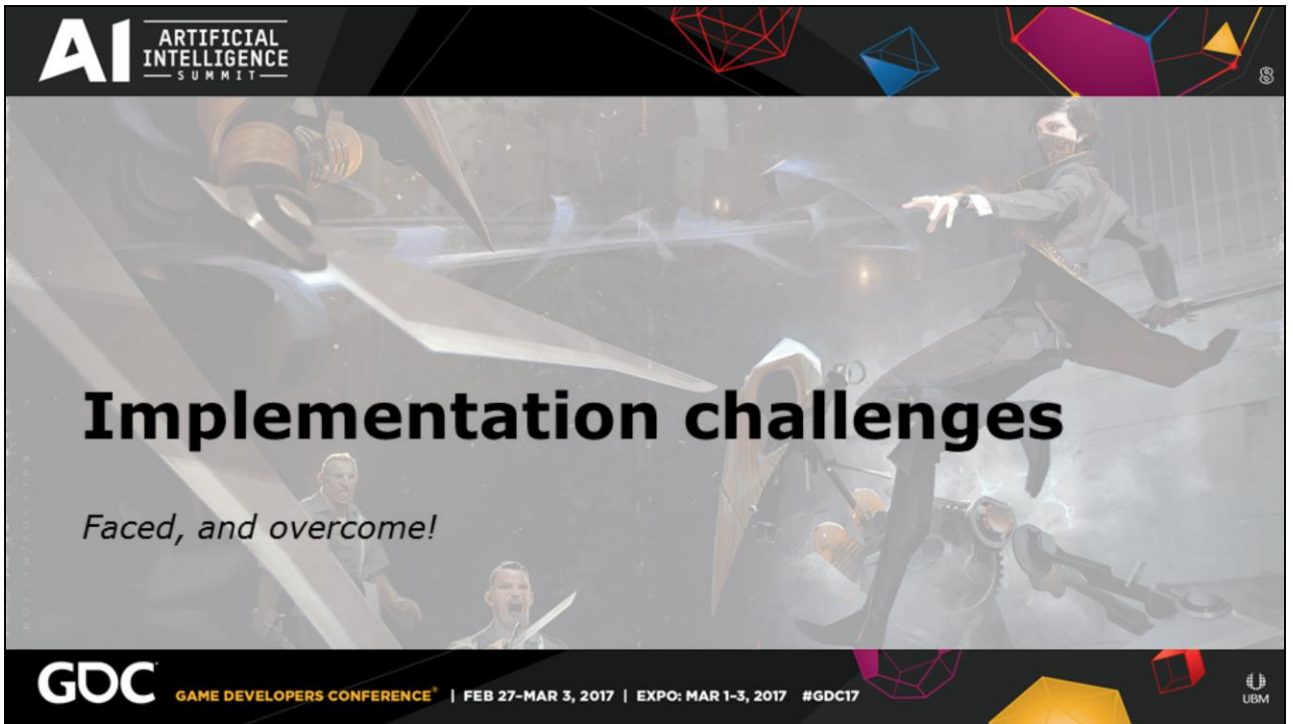 AI ARTIFICIAL
INTELLIGENCE
SUMMIT
8
Implementation challenges
Faced, and overcome!
GDC GAME DEVELOPERS CONFERENCE® | FEB 27-MAR 3, 2017 | EXPO: MAR 1-3, 2017 #GDC17
UBM